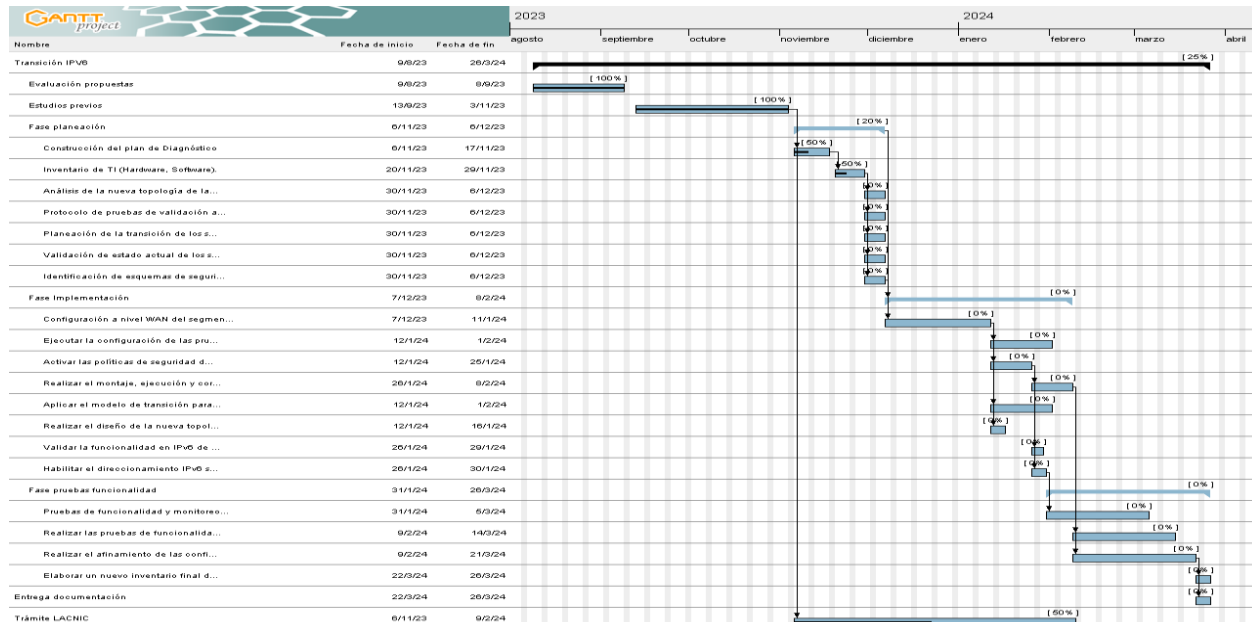 GANTT project
2023 2024
Nombre Fecha de inicio Fecha de fin agosto septiembre octubre noviembre diciembre enero febrero marzo abril
Transición IPV6 9/8/23 26/3/24 [25%]
Evaluación propuestas 9/8/23 8/9/23 [100%]
Estudios previos 13/9/23 3/11/23 [100%]
Fase planeación 6/11/23 6/12/23 [20%]
Construcción del plan de Diagnóstico 6/11/23 17/11/23 [50%]
Inventario de TI (Hardware, Software). 20/11/23 29/11/23 [50%]
Análisis de la nueva topología de la... 30/11/23 6/12/23 [0%]
Protocolo de pruebas de validación a... 30/11/23 6/12/23 [0%]
Planeación de la transición de los s... 30/11/23 6/12/23 [0%]
Validación de estado actual de los s... 30/11/23 6/12/23 [0%]
Identificación de esquemas de seguri... 30/11/23 6/12/23 [0%]
Fase Implementación 7/12/23 8/2/24 [0%]
Configuración a nivel WAN del segmen... 7/12/23 11/1/24 [0%]
Ejecutar la configuración de las pru... 12/1/24 1/2/24 [0%]
Activar las políticas de seguridad d... 12/1/24 25/1/24 [0%]
Realizar el montaje, ejecución y cor... 26/1/24 8/2/24 [0%]
Aplicar el modelo de transición para... 12/1/24 1/2/24 [0%]
Realizar el diseño de la nueva topol... 12/1/24 16/1/24 [0%]
Validar la funcionalidad en IPv6 de ... 26/1/24 29/1/24 [0%]
Habilitar el direccionamiento IPv6 s... 26/1/24 30/1/24 [0%]
Fase pruebas funcionalidad 31/1/24 26/3/24 [0%]
Pruebas de funcionalidad y monitoreo... 31/1/24 5/3/24 [0%]
Realizar las pruebas de funcionalida... 9/2/24 14/3/24 [0%]
Realizar el afinamiento de las confi... 9/2/24 21/3/24 [0%]
Elaborar un nuevo inventario final d... 22/3/24 26/3/24 [0%]
Entrega documentación 22/3/24 26/3/24 [0%]
Trámite LACNIC 6/11/23 9/2/24 [50%]